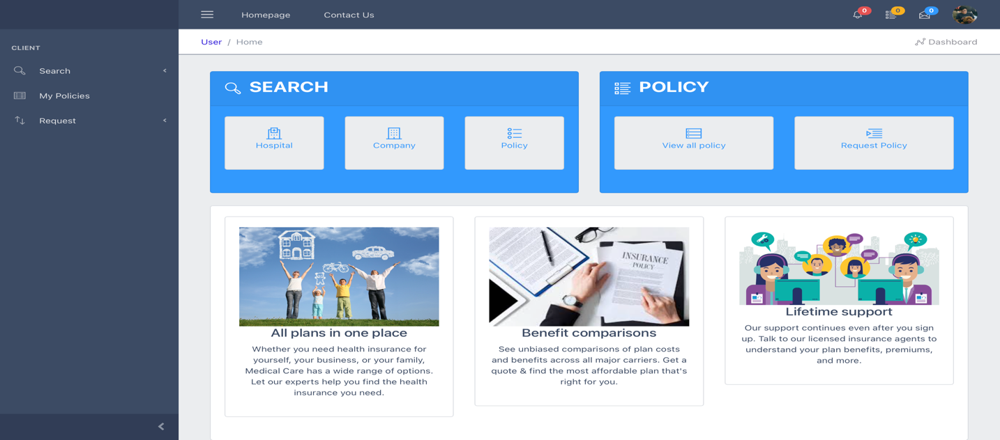 Homepage
Contact Us
0
0
0
CLIENT
Search
My Policies
Request
User / Home
Dashboard
SEARCH
Hospital
Company
Policy
POLICY
View all policy
Request Policy
All plans in one place
Whether you need health insurance for
yourself, your business, or your family,
Medical Care has a wide range of options.
Let our experts help you find the health
insurance you need.
INSURANCE
POLICY
Benefit comparisons
See unbiased comparisons of plan costs
and benefits across all major carriers. Get a
quote & find the most affordable plan that's
right for you.
Lifetime support
Our support continues even after you sign
up. Talk to our licensed insurance agents to
understand your plan benefits, premiums,
and more.